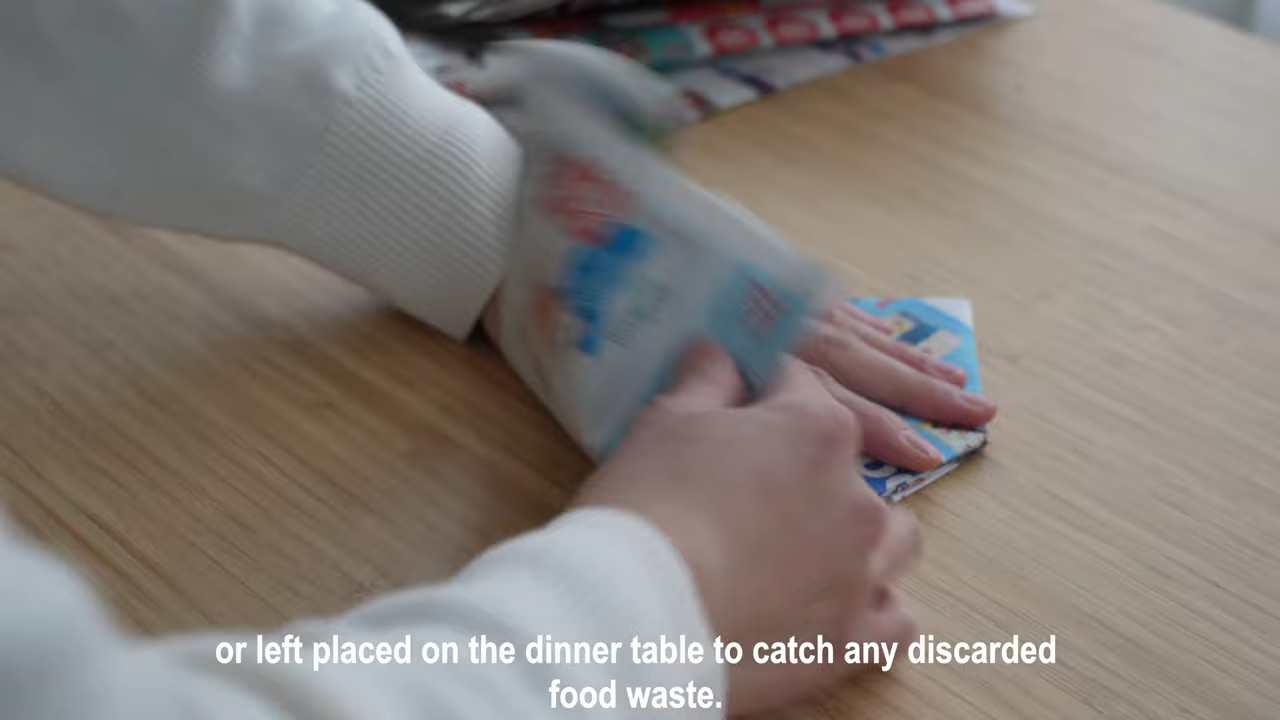 or left placed on the dinner table to catch any discarded
food waste.